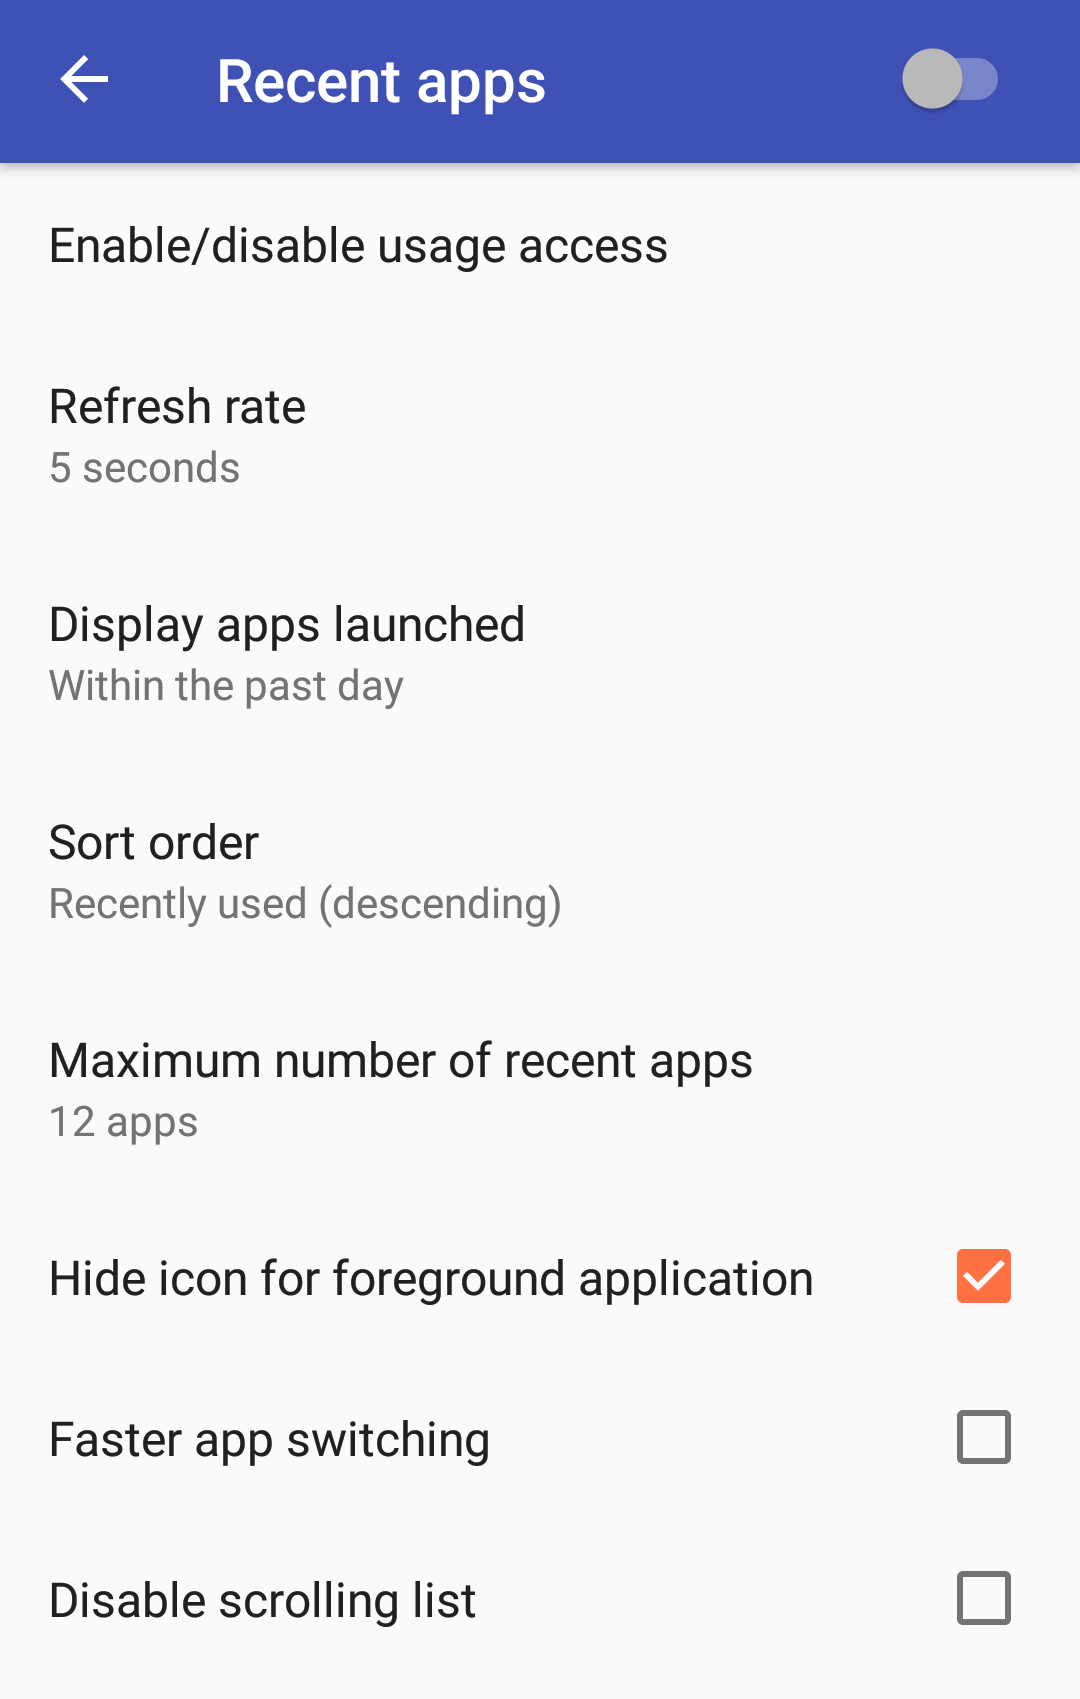 Recent apps
Enable/disable usage access
Refresh rate
5 seconds
Display apps launched
Within the past day
Sort order
Recently used (descending)
Maximum number of recent apps
12 apps
Hide icon for foreground application
Faster app switching
Disable scrolling list